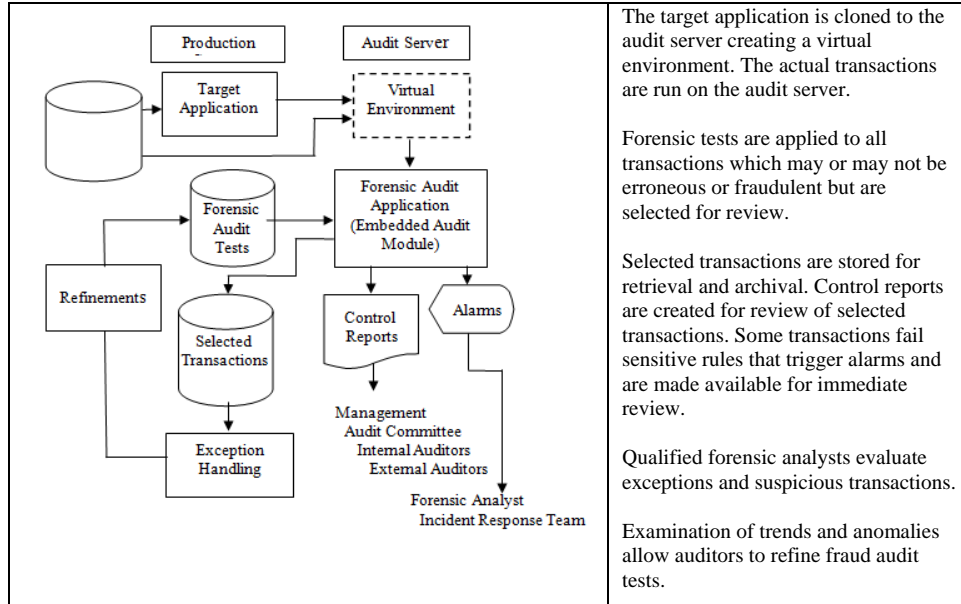 Production
Audit Server
Target
Application
Virtual
Environment
Forensic
Audit
Tests
Forensic Audit
Application
(Embedded Audit
Module)
Refinements
Selected
Transactions
Control
Reports
Alarms
Exception
Handling
Management
Audit Committee
Internal Auditors
External Auditors
Forensic Analyst
Incident Response Team
The target application is cloned to the
audit server creating a virtual
environment. The actual transactions
are run on the audit server.
Forensic tests are applied to all
transactions which may or may not be
erroneous or fraudulent but are
selected for review.
Selected transactions are stored for
retrieval and archival. Control reports
are created for review of selected
transactions. Some transactions fail
sensitive rules that trigger alarms and
are made available for immediate
review.
Qualified forensic analysts evaluate
exceptions and suspicious transactions.
Examination of trends and anomalies
allow auditors to refine fraud audit
tests.